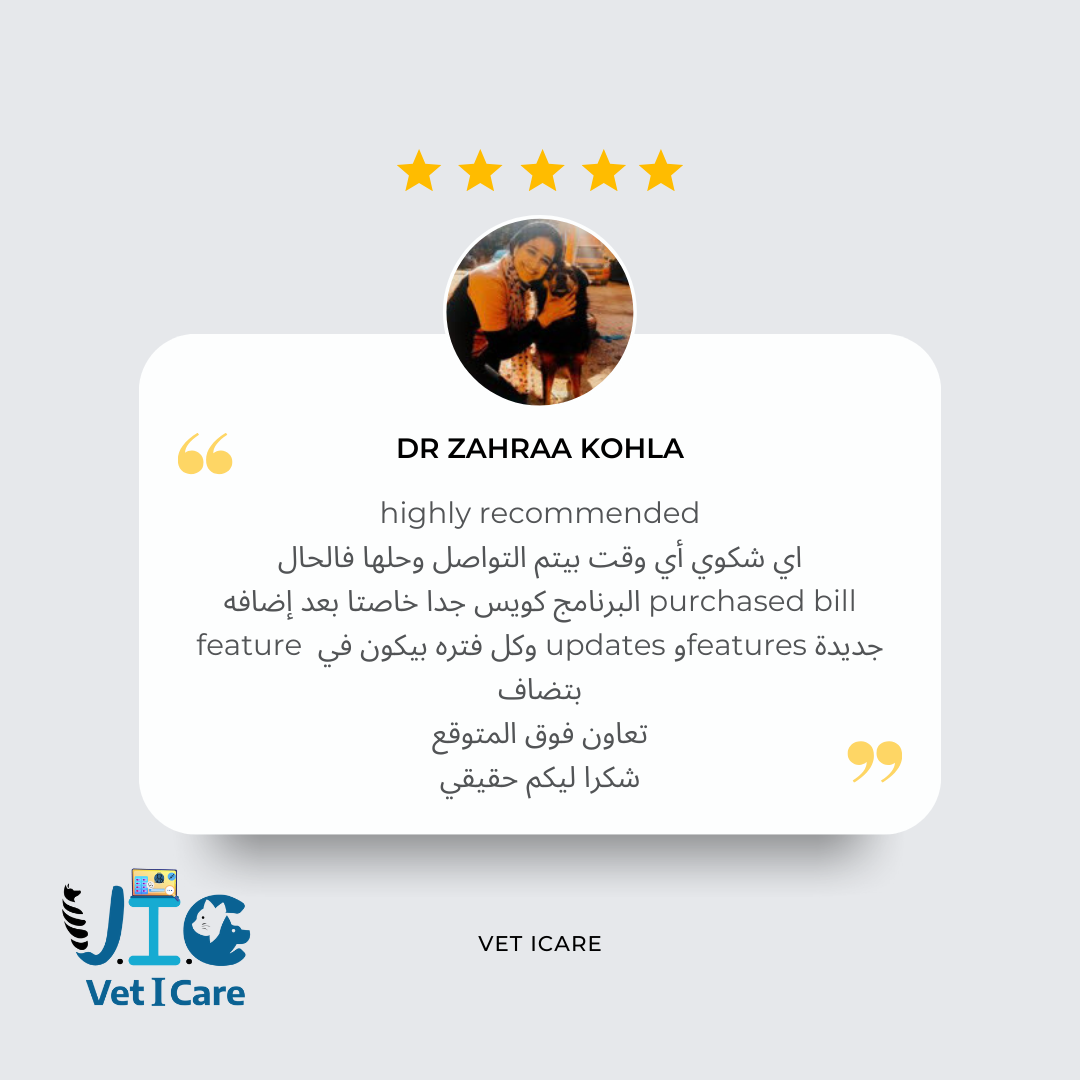 DR ZAHRAA KOHLA
highly recommended
اي شكوي أي وقت بيتم التواصل وحلها فالحال
purchased bill البرنامج كويس جدا خاصتا بعد إضافه
جديدة featuresو updates وكل فتره بيكون في feature
بتضاف
تعاون فوق المتوقع
شكرا ليكم حقيقي
V.I.C
Vet I Care
VET ICARE